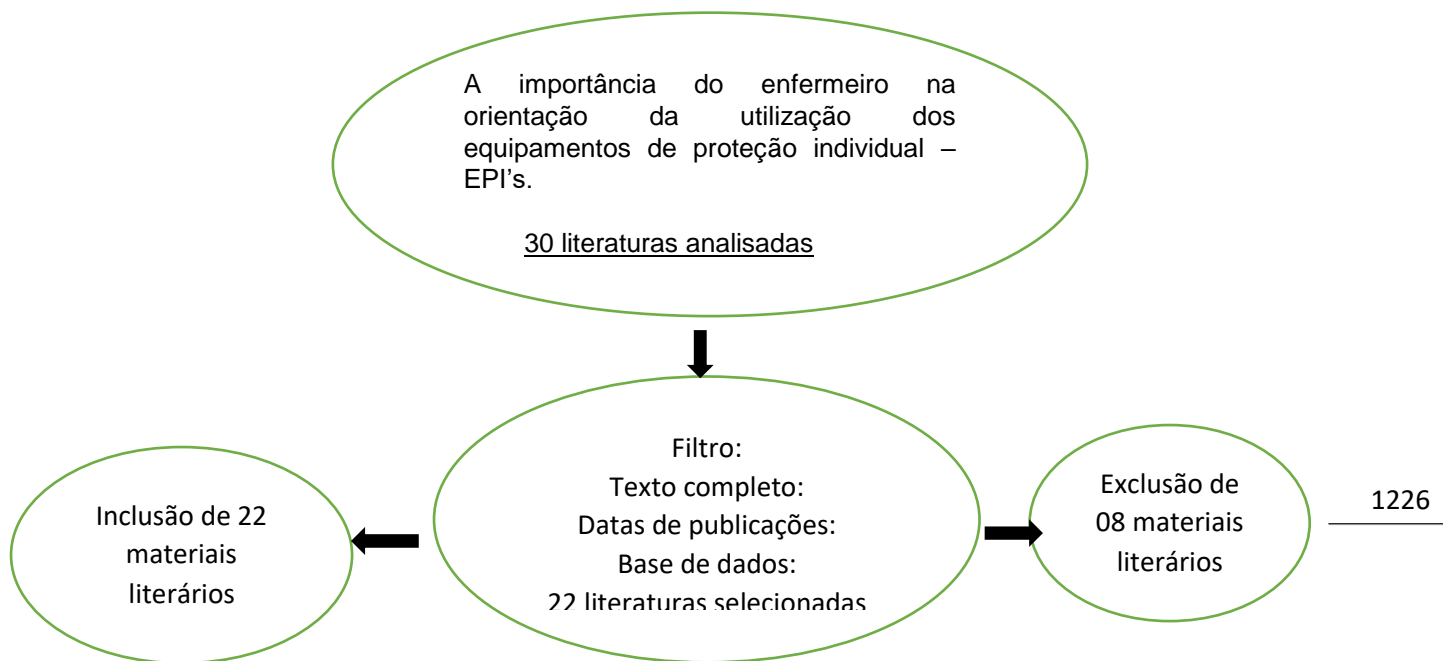 A importância do enfermeiro na
orientação da utilização dos
equipamentos de proteção individual –
EPI’s.
30 literaturas analisadas
Filtro:
Texto completo:
Datas de publicações:
Base de dados:
22 literaturas selecionadas
Inclusão de 22
materiais
literários
Exclusão de
08 materiais
literários
1226